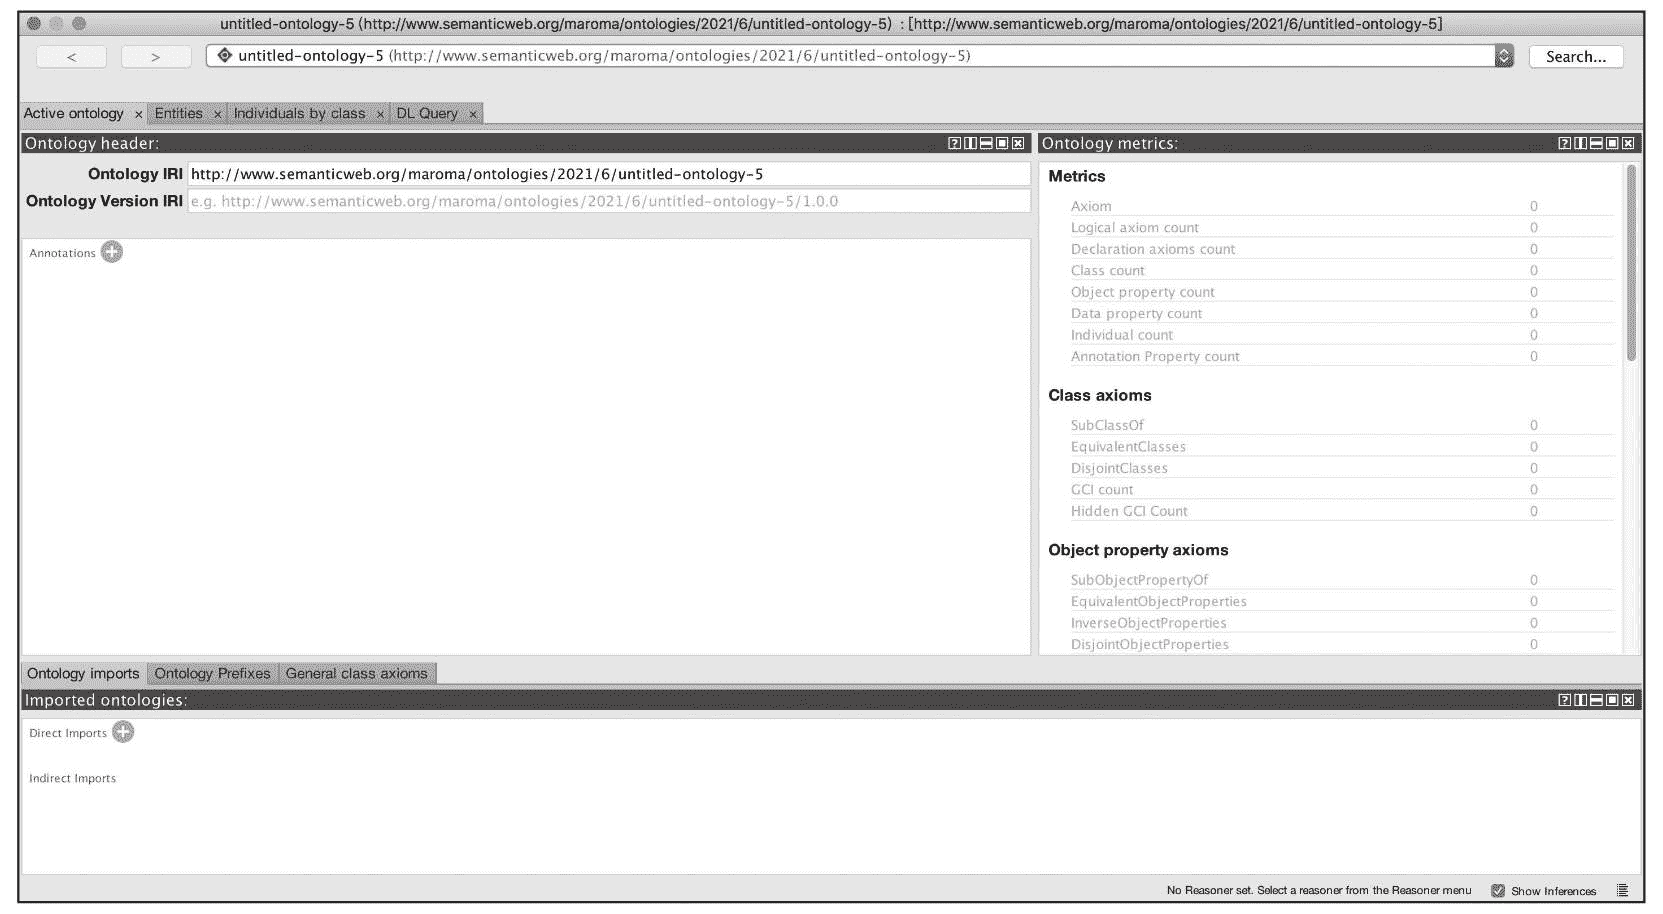 untitled-ontology-5 (http://www.semanticweb.org/maroma/ontologies/2021/6/untitled-ontology-5) : [http://www.semanticweb.org/maroma/ontologies/2021/6/untitled-ontology-5]
< > untitled-ontology-5 (http://www.semanticweb.org/maroma/ontologies/2021/6/untitled-ontology-5) Search...
Active ontology × Entities × Individuals by class × DL Query ×
Ontology header:
Ontology IRI http://www.semanticweb.org/maroma/ontologies/2021/6/untitled-ontology-5
Ontology Version IRI e.g. http://www.semanticweb.org/maroma/ontologies/2021/6/untitled-ontology-5/1.0.0
Annotations
Ontology metrics:
Metrics
Axiom 0
Logical axiom count 0
Declaration axioms count 0
Class count 0
Object property count 0
Data property count 0
Individual count 0
Annotation Property count 0
Class axioms
SubClassOf 0
EquivalentClasses 0
DisjointClasses 0
GCI count 0
Hidden GCI Count 0
Object property axioms
SubObjectPropertyOf 0
EquivalentObjectProperties 0
InverseObjectProperties 0
DisjointObjectProperties 0
Ontology imports Ontology Prefixes General class axioms
Imported ontologies:
Direct Imports
Indirect Imports
No Reasoner set. Select a reasoner from the Reasoner menu Show Inferences